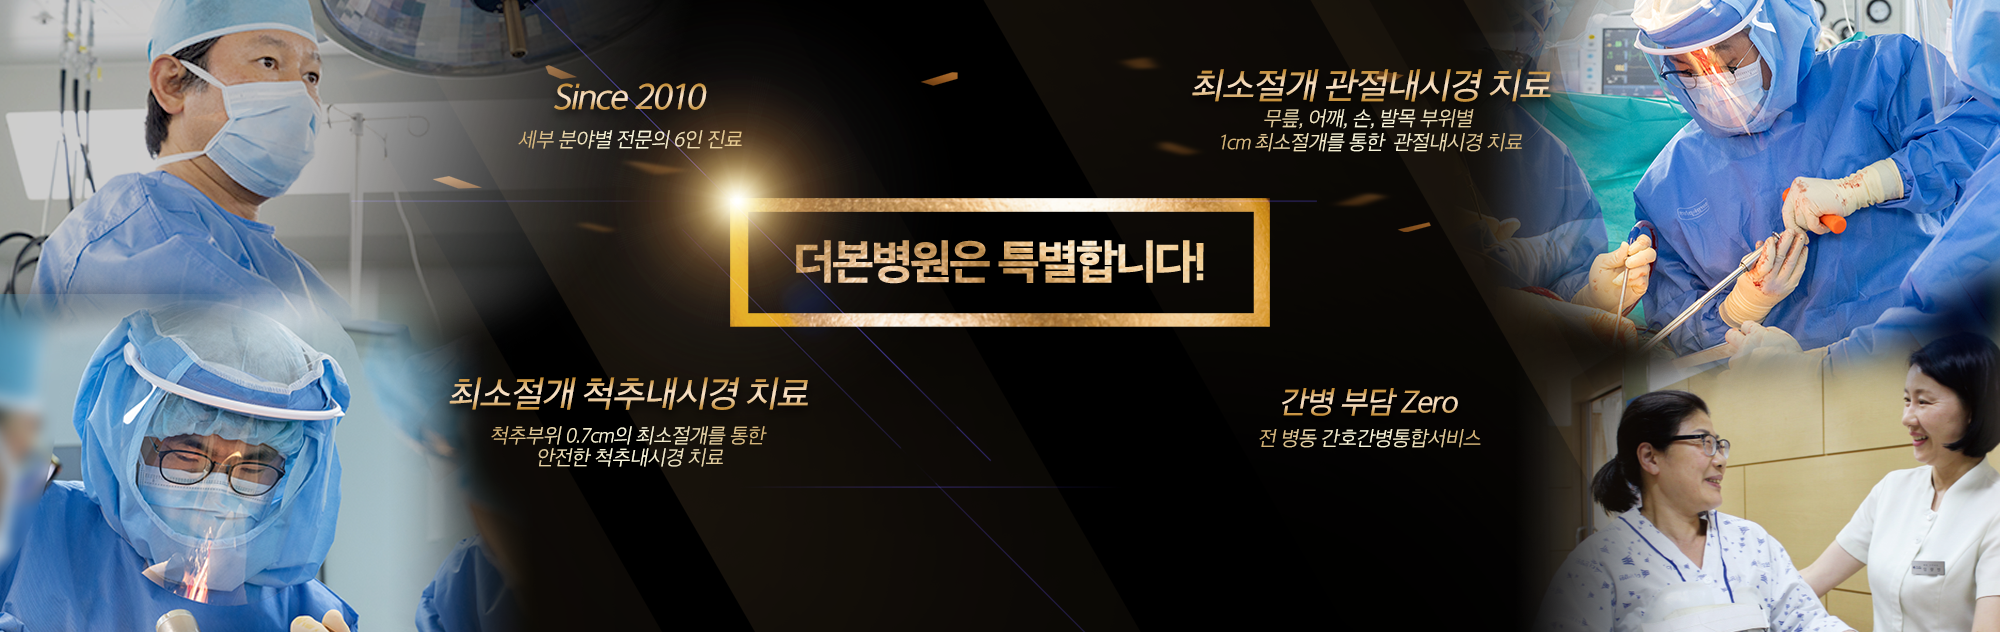 Since 2010
세부 분야별 전문의 6인 진료
최소절개 관절내시경 치료
무릎, 어깨, 손, 발목 부위별
1cm 최소절개를 통한 관절내시경 치료
더본병원은 특별합니다!
최소절개 척추내시경 치료
척추부위 0.7cm의 최소절개를 통한
안전한 척추내시경 치료
간병 부담 Zero
전 병동 간호간병통합서비스